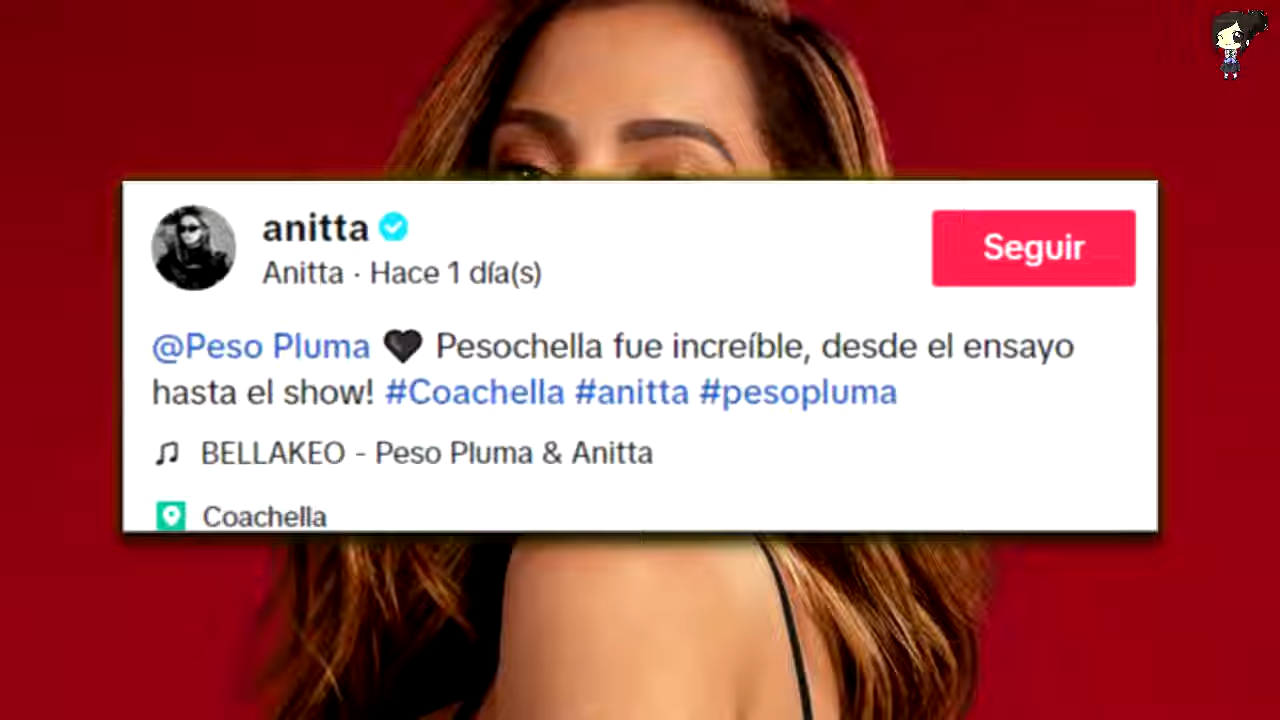 anitta
Seguir
Anitta · Hace 1 día(s)
@Peso Pluma 🖤 Pesochella fue increíble, desde el ensayo
hasta el show! #Coachella #anitta #pesopluma
BELLAKEO - Peso Pluma & Anitta
Coachella